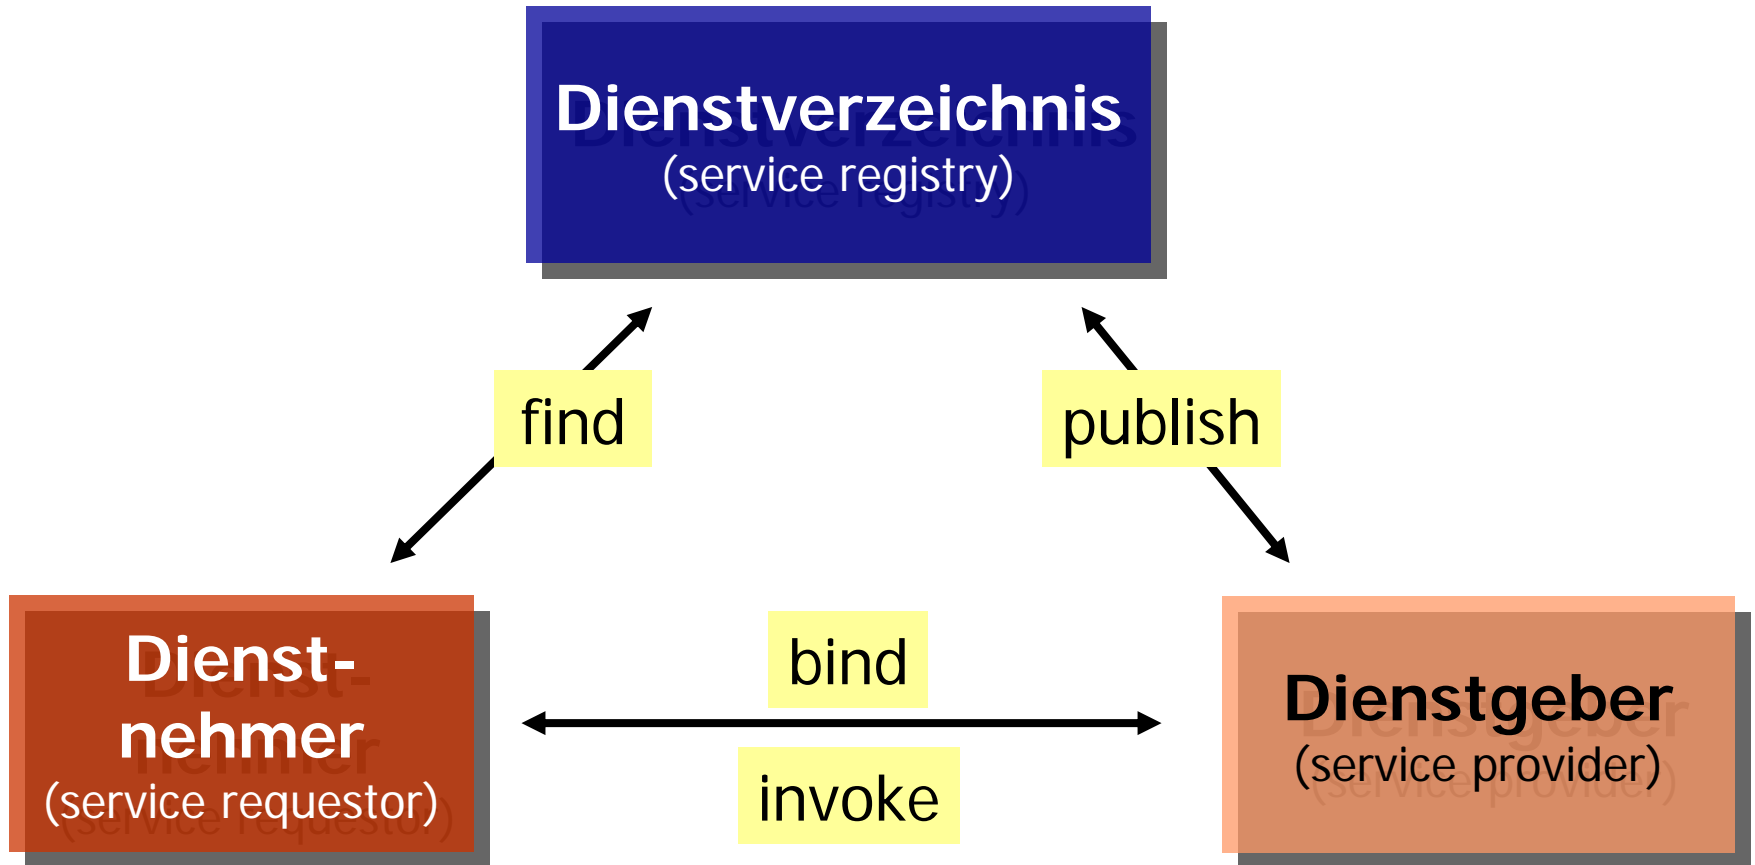 Dienstverzeichnis
(service registry)
find
publish
Dienst-
nehmer
(service requestor)
bind
invoke
Dienstgeber
(service provider)